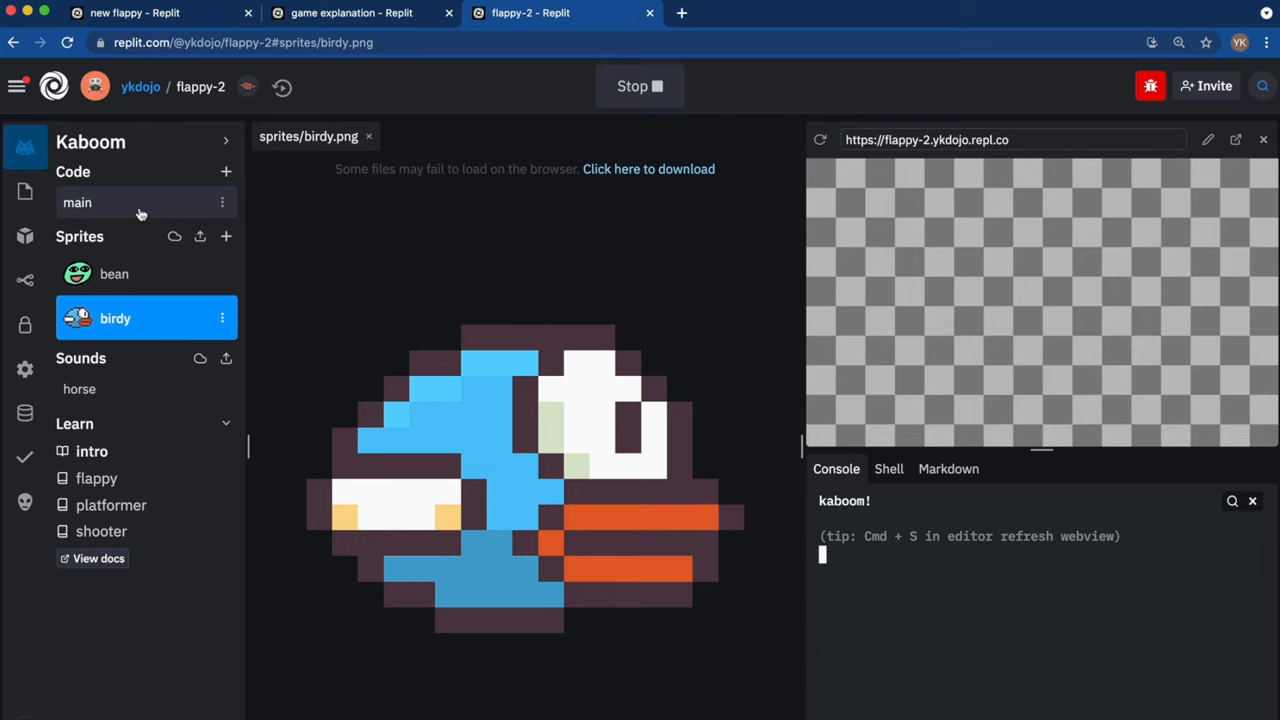 new flappy - Replit
game explanation - Replit
flappy-2 - Replit
replit.com/@ykdojo/flappy-2#sprites/birdy.png
YK
ykdojo / flappy-2
Stop
Invite
Kaboom
Code
main
Sprites
bean
birdy
Sounds
horse
Learn
intro
flappy
platformer
shooter
View docs
sprites/birdy.png
Some files may fail to load on the browser. Click here to download
https://flappy-2.ykdojo.repl.co
Console Shell Markdown
kaboom!
(tip: Cmd + S in editor refresh webview)